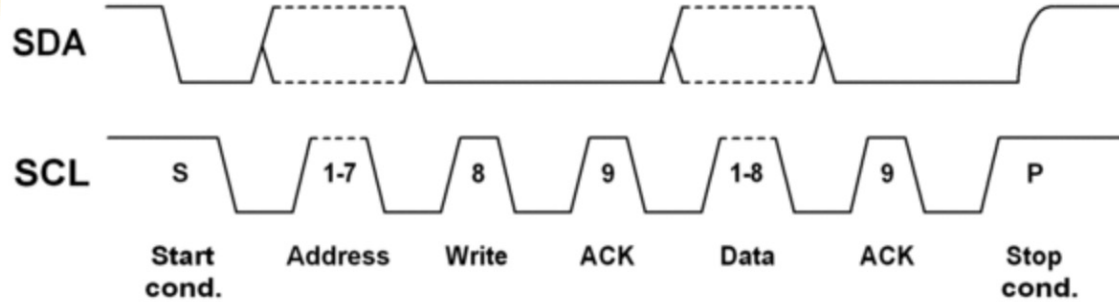 SDA
SCL
S 1-7 8 9 1-8 9 P
Start Address Write ACK Data ACK Stop
cond. cond.